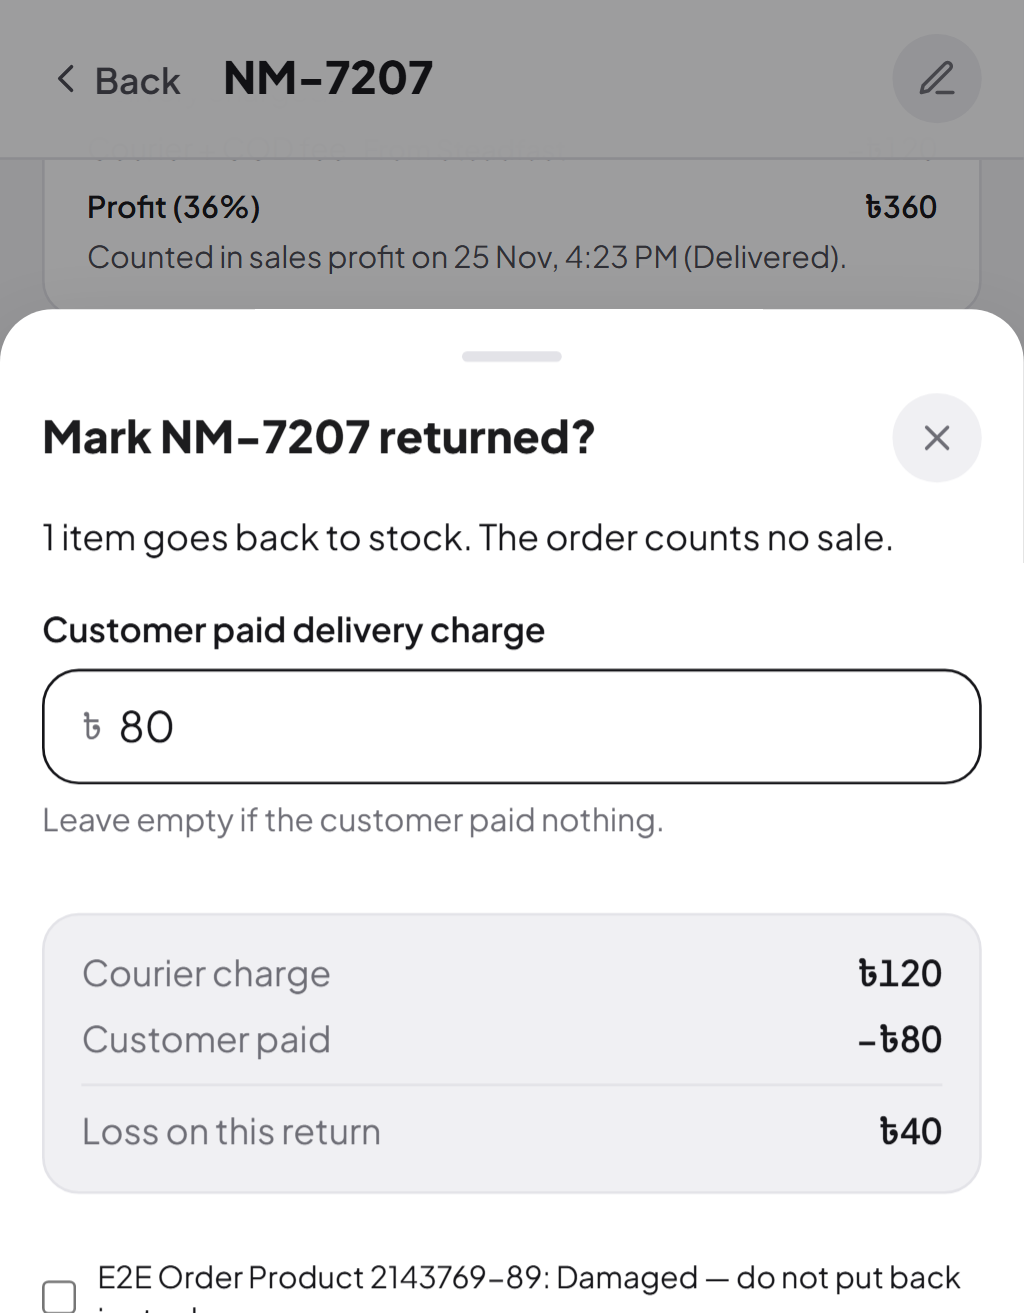 Back NM-7207
Profit (36%) ৳360
Counted in sales profit on 25 Nov, 4:23 PM (Delivered).
Mark NM-7207 returned?
1 item goes back to stock. The order counts no sale.
Customer paid delivery charge
৳ 80
Leave empty if the customer paid nothing.
Courier charge ৳120
Customer paid -৳80
Loss on this return ৳40
E2E Order Product 2143769-89: Damaged — do not put back